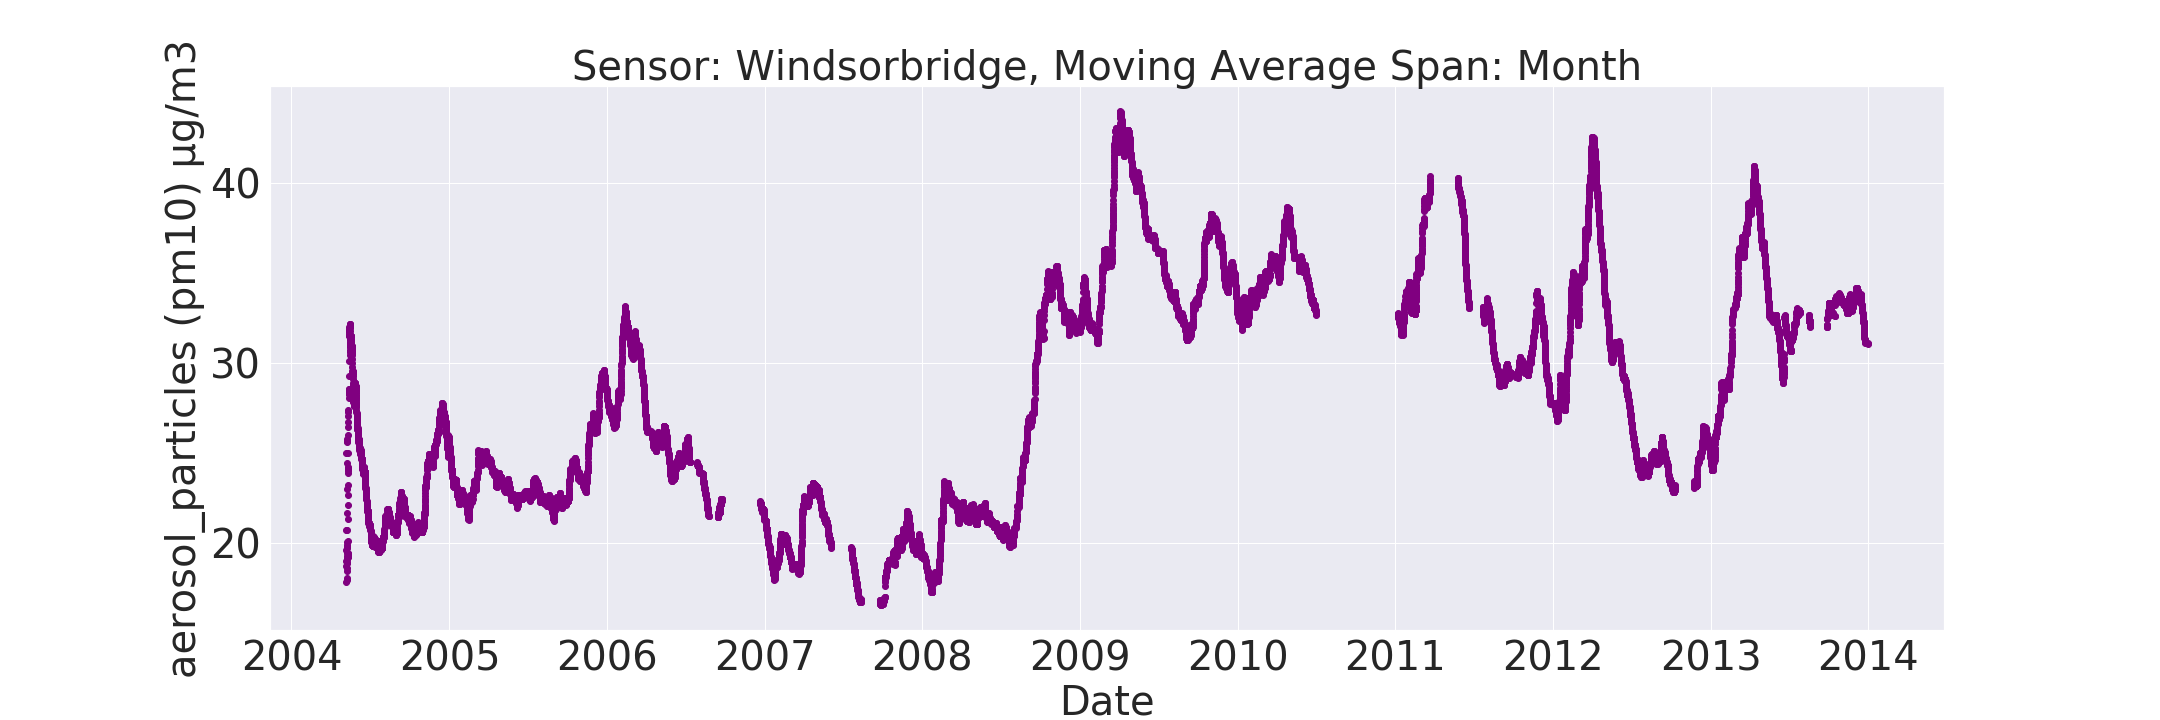 Sensor: Windsorbridge, Moving Average Span: Month
aerosol_particles (pm10) µg/m3
40
30
20
2004 2005 2006 2007 2008 2009 2010 2011 2012 2013 2014
Date